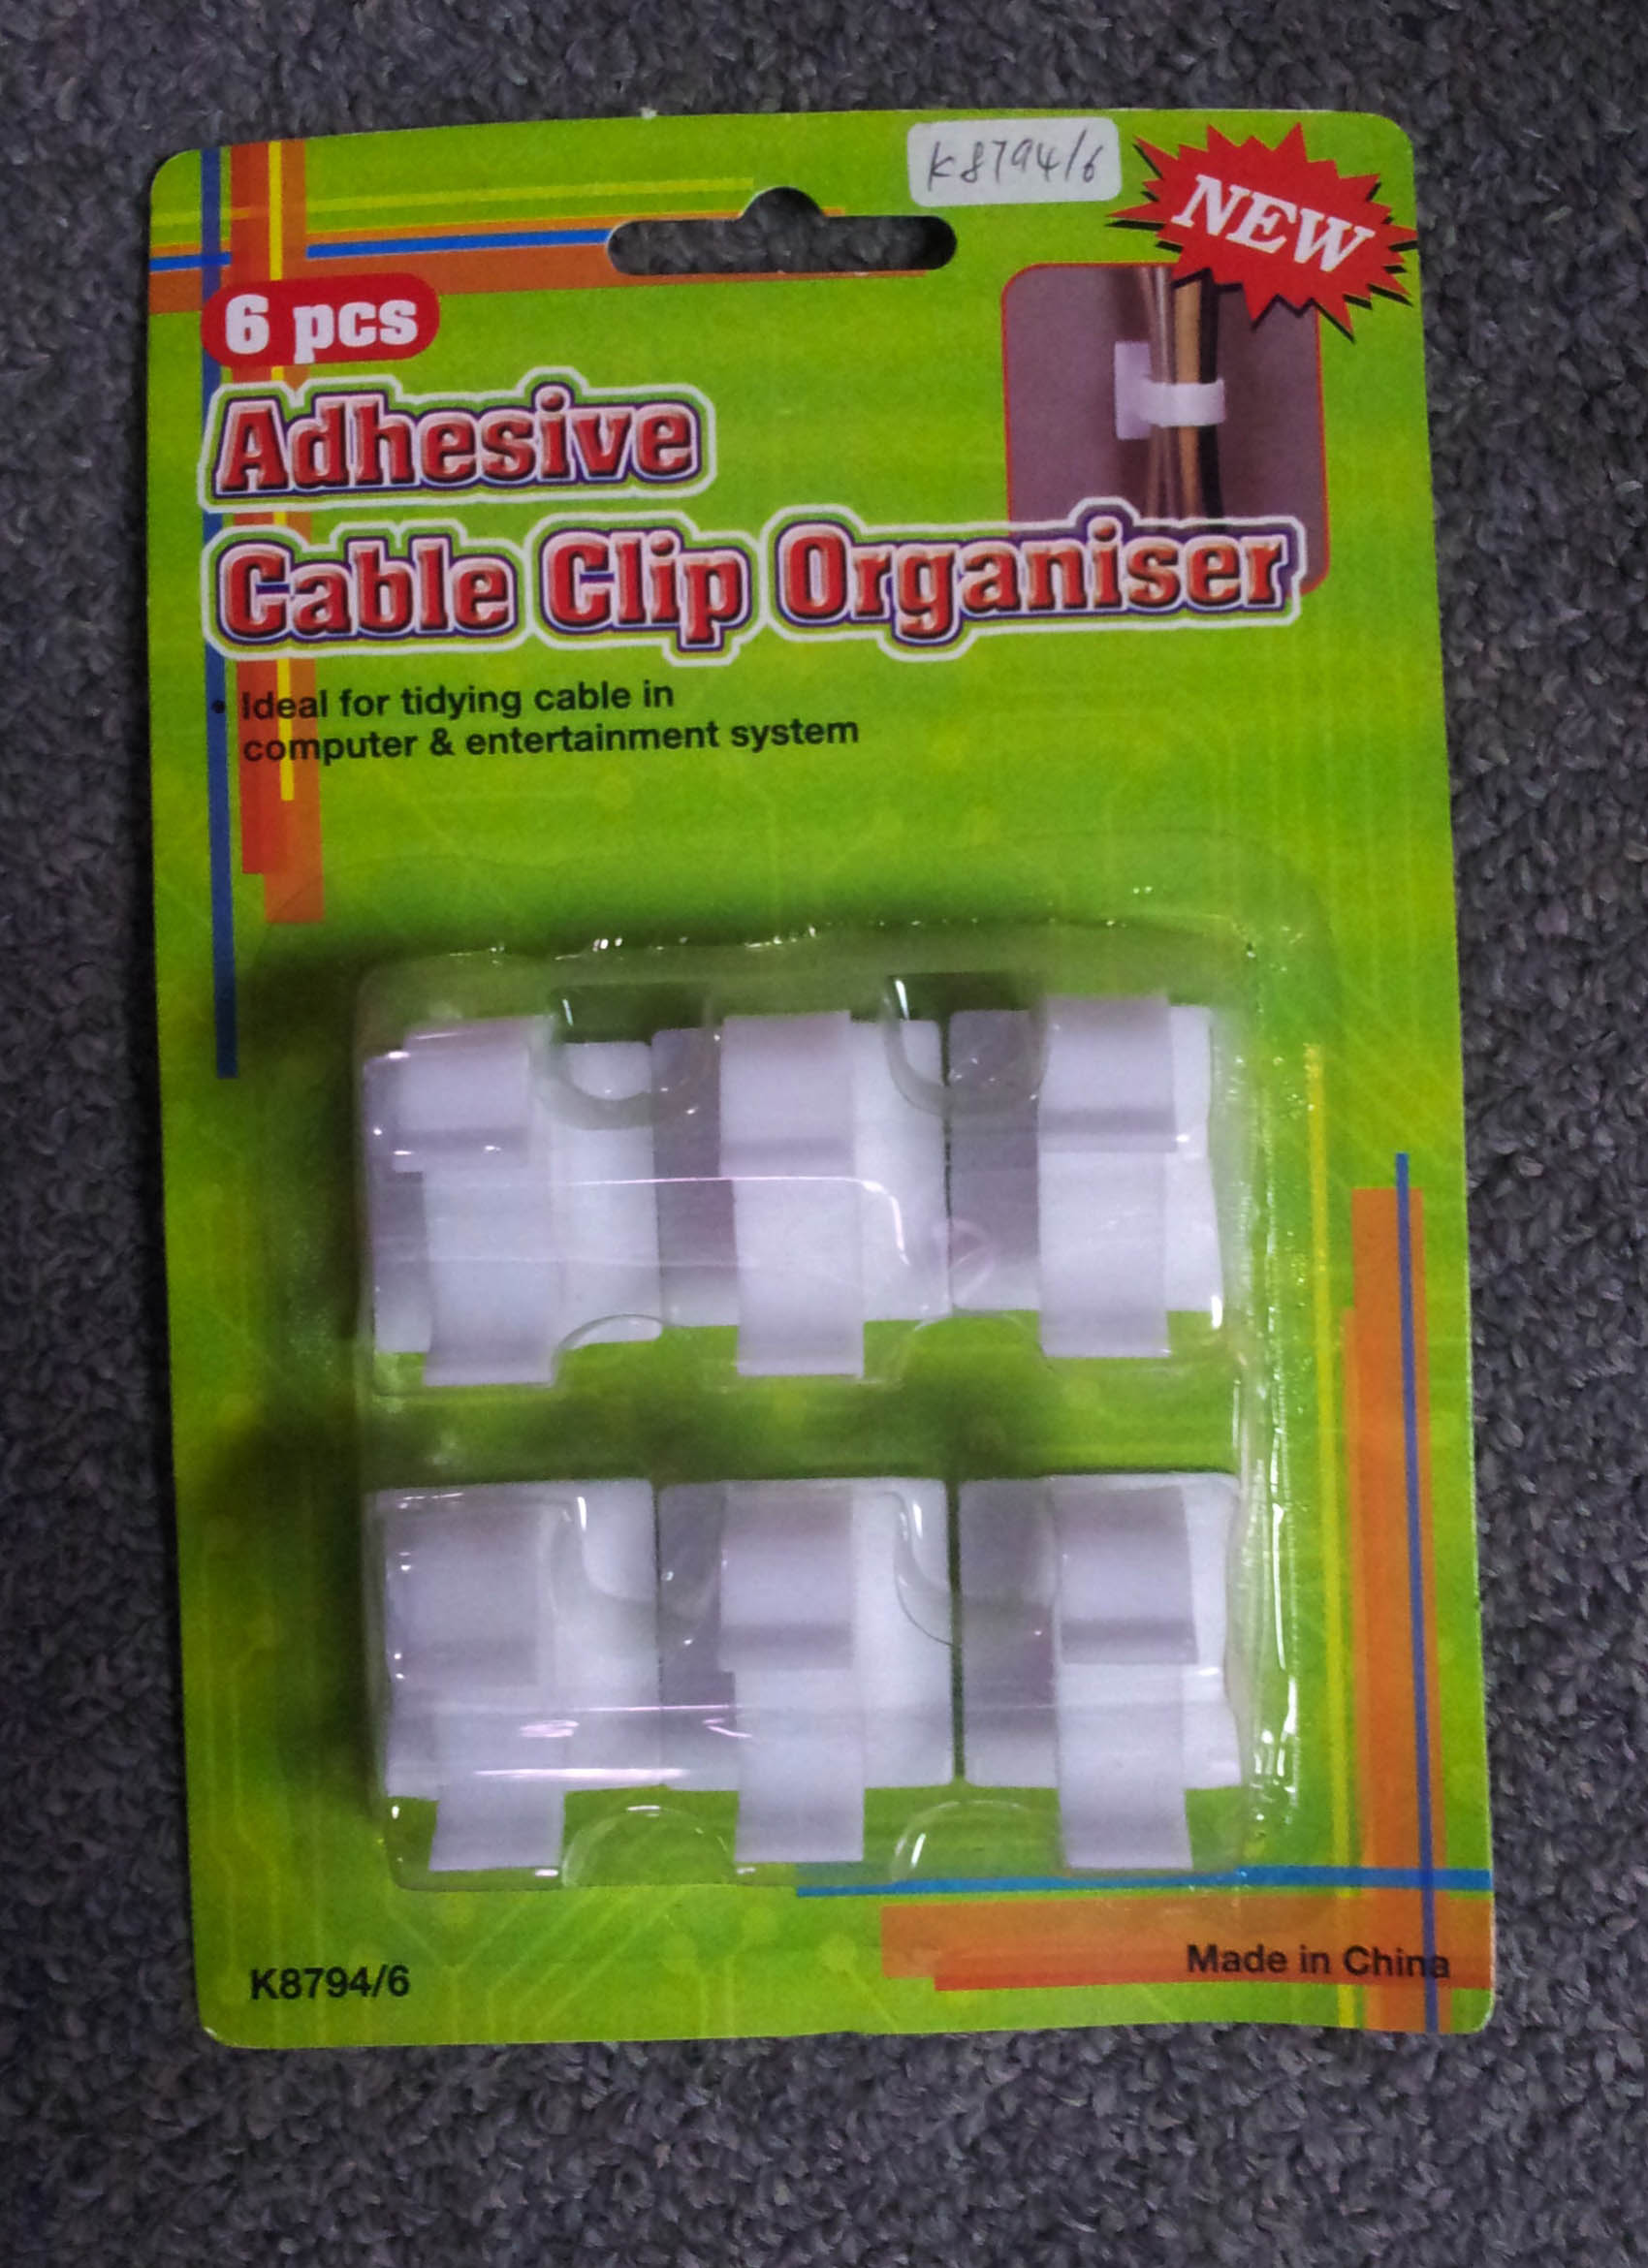 K8794/6
NEW
6 pcs
Adhesive
Cable Clip Organiser
• Ideal for tidying cable in
computer & entertainment system
K8794/6
Made in China